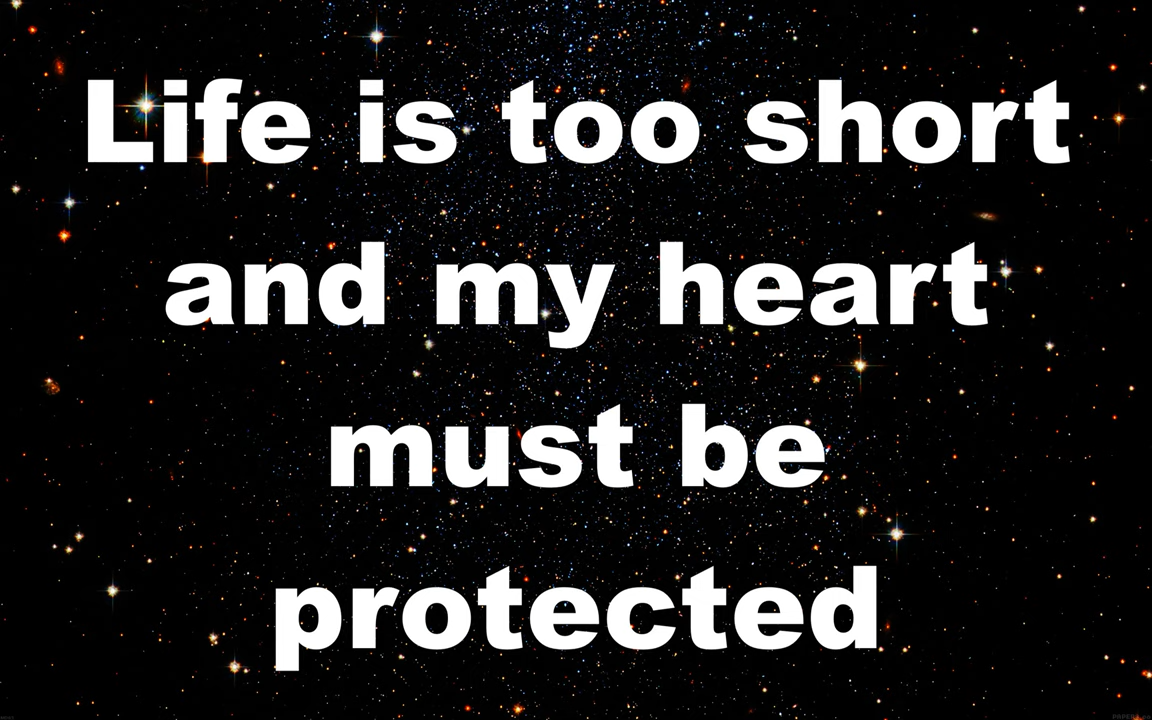 Life is too short
and my heart
must be
protected